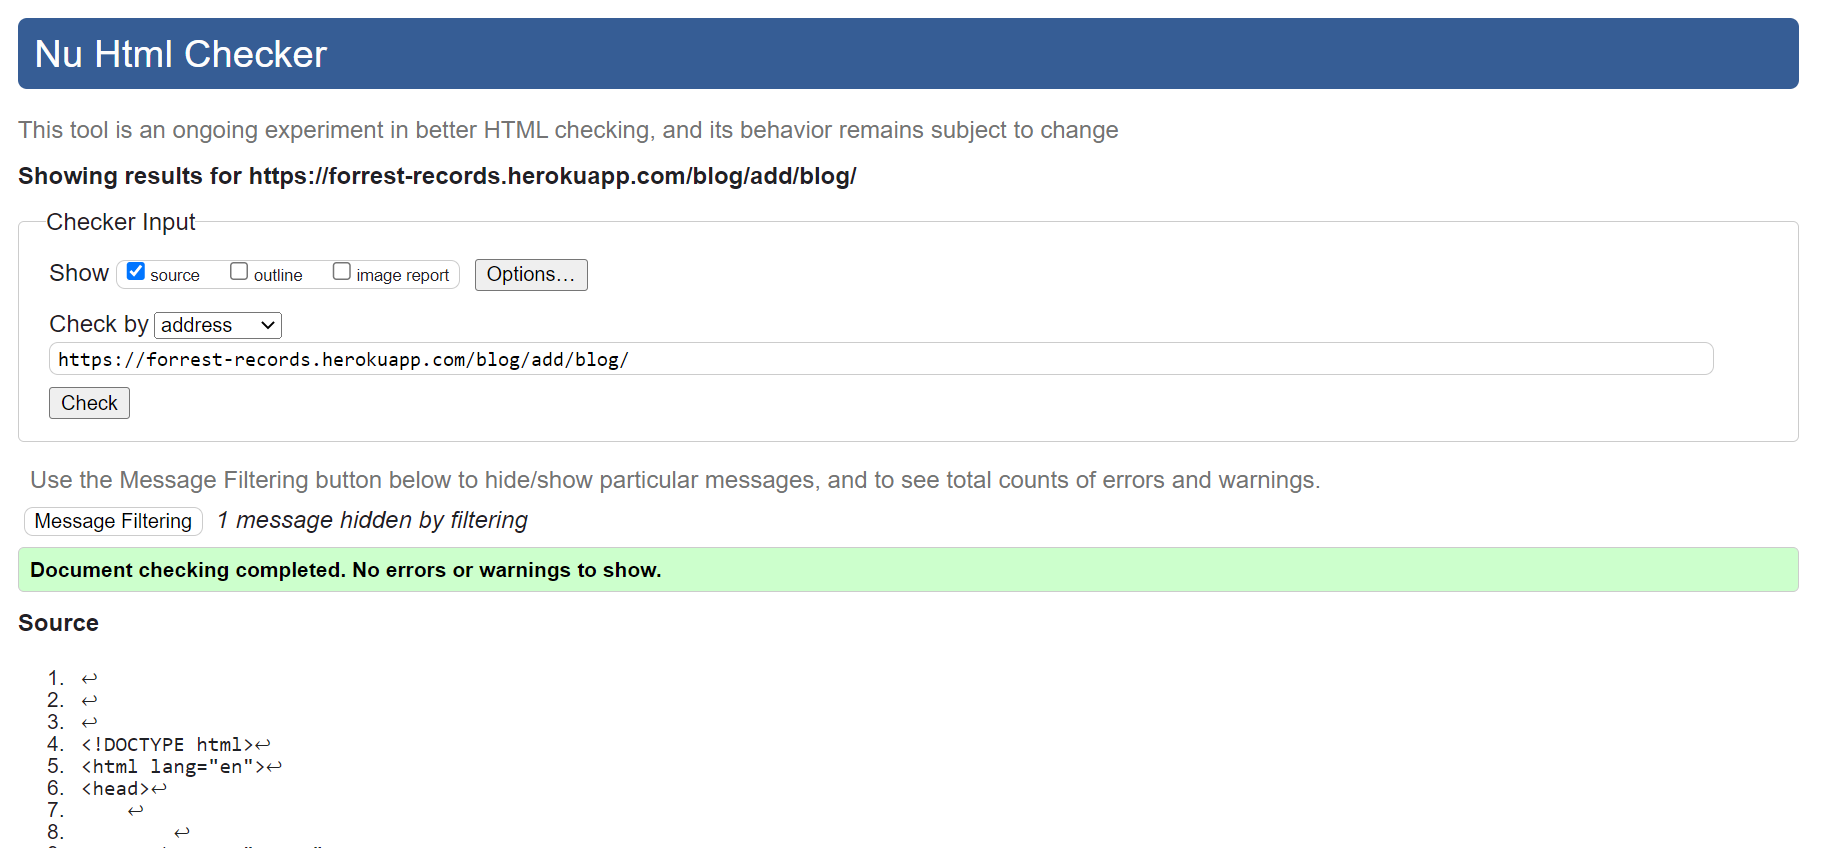 Nu Html Checker
This tool is an ongoing experiment in better HTML checking, and its behavior remains subject to change
Showing results for https://forrest-records.herokuapp.com/blog/add/blog/
Checker Input
Show source outline image report Options…
Check by address
https://forrest-records.herokuapp.com/blog/add/blog/
Check
Use the Message Filtering button below to hide/show particular messages, and to see total counts of errors and warnings.
Message Filtering 1 message hidden by filtering
Document checking completed. No errors or warnings to show.
Source
1. ↩
2. ↩
3. ↩
4. <!DOCTYPE html>↩
5. <html lang="en">↩
6. <head>↩
7. ↩
8. ↩